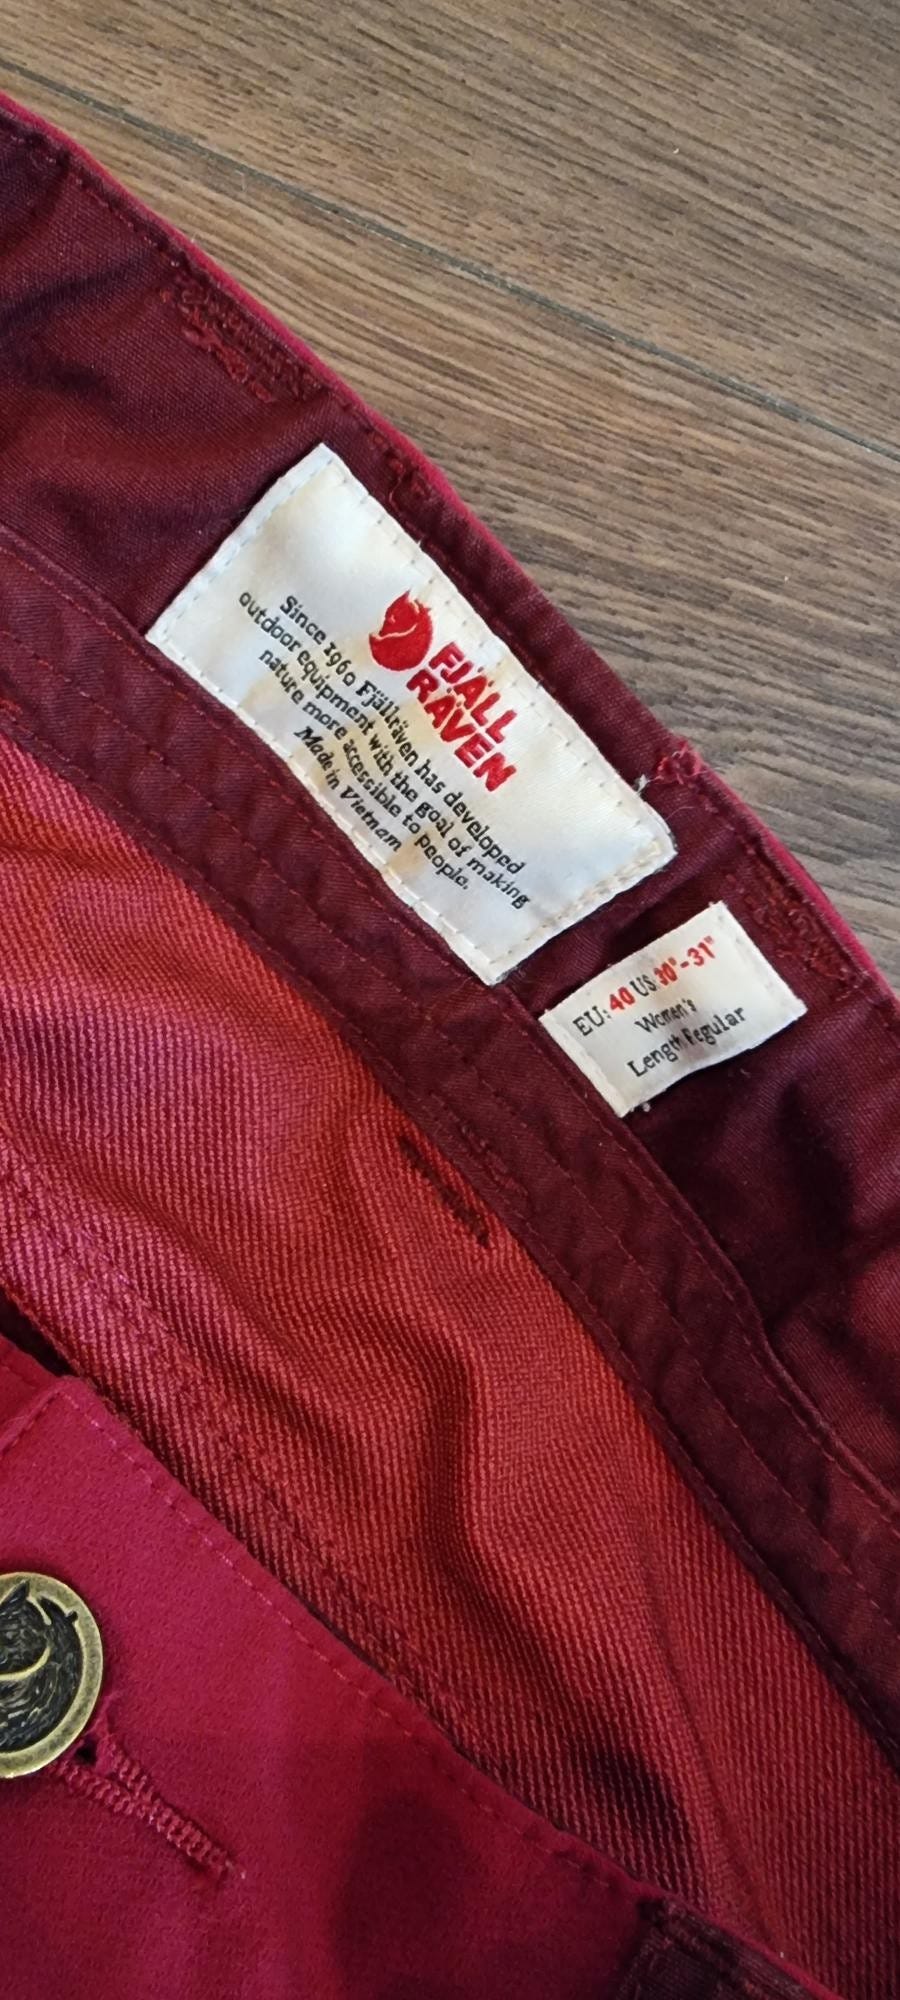 FJÄLL
RÄVEN
Since 1960 Fjällräven has developed
outdoor equipment with the goal of making
nature more accessible to people.
Made in Vietnam
EU: 40 US: 30"-31"
Women's
Length Regular